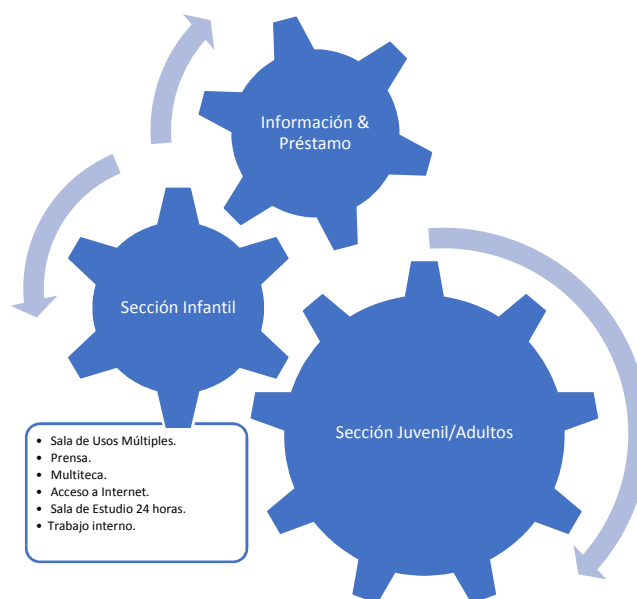 Información &
Préstamo
Sección Infantil
Sección Juvenil/Adultos
• Sala de Usos Múltiples.
• Prensa.
• Multiteca.
• Acceso a Internet.
• Sala de Estudio 24 horas.
• Trabajo interno.